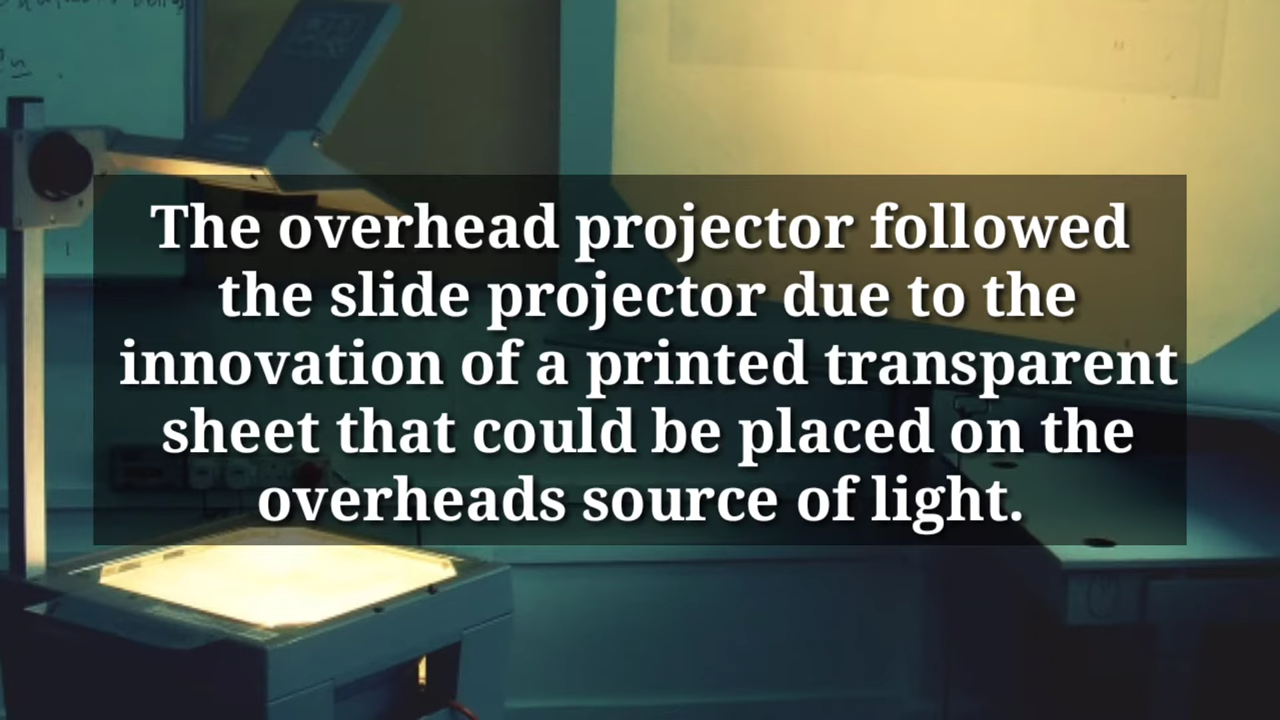 The overhead projector followed
the slide projector due to the
innovation of a printed transparent
sheet that could be placed on the
overheads source of light.